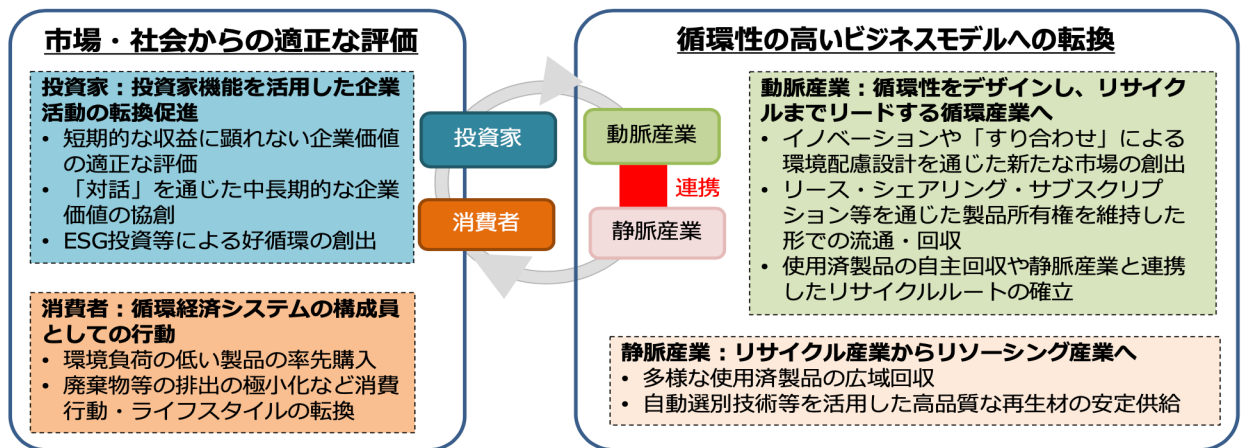 市場・社会からの適正な評価
投資家：投資家機能を活用した企業
活動の転換促進
• 短期的な収益に顕れない企業価値
の適正な評価
• 「対話」を通じた中長期的な企業
価値の協創
• ESG投資等による好循環の創出
消費者：循環経済システムの構成員
としての行動
• 環境負荷の低い製品の率先購入
• 廃棄物等の排出の極小化など消費
行動・ライフスタイルの転換
投資家
消費者
動脈産業
連携
静脈産業
循環性の高いビジネスモデルへの転換
動脈産業：循環性をデザインし、リサイク
ルまでリードする循環産業へ
• イノベーションや「すり合わせ」による
環境配慮設計を通じた新たな市場の創出
• リース・シェアリング・サブスクリプ
ション等を通じた製品所有権を維持した
形での流通・回収
• 使用済製品の自主回収や静脈産業と連携
したリサイクルルートの確立
静脈産業：リサイクル産業からリソーシング産業へ
• 多様な使用済製品の広域回収
• 自動選別技術等を活用した高品質な再生材の安定供給